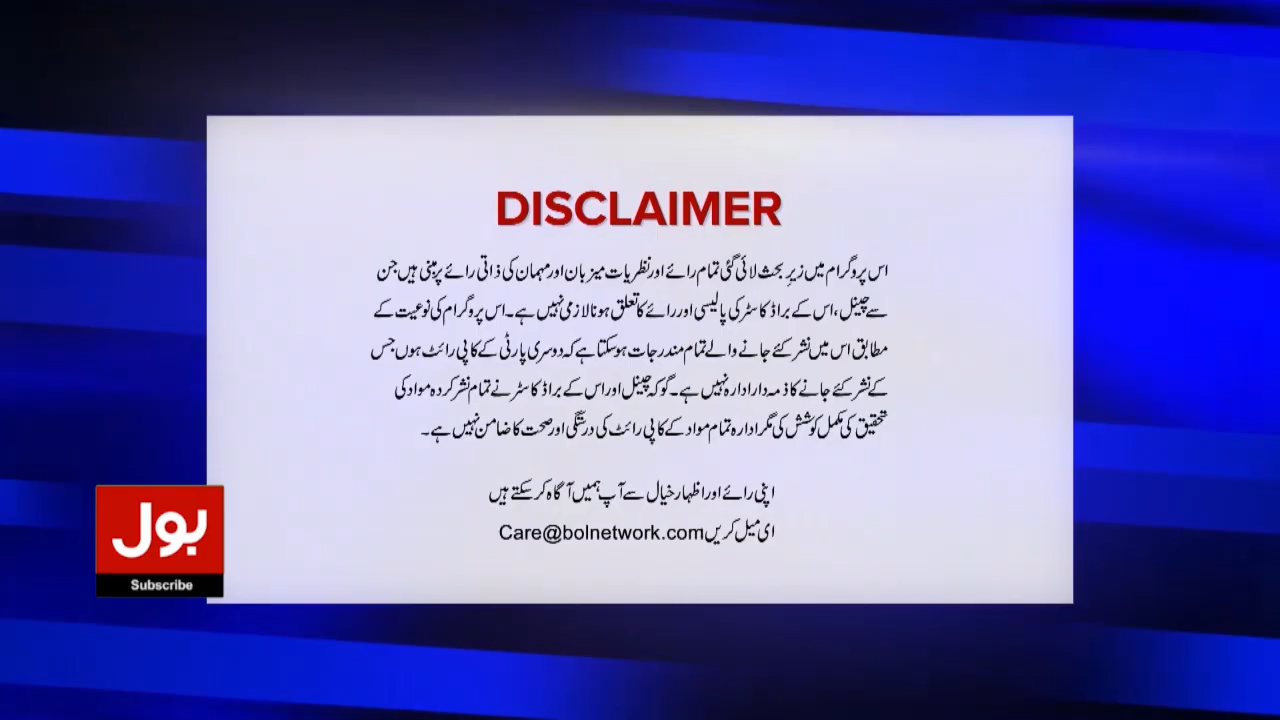 DISCLAIMER
اس پروگرام میں زیرِ بحث لائی گئی تمام رائے اور نظریات میزبان اور مہمان کی ذاتی رائے پر مبنی ہیں جن
سے چینل، اس کے براڈ کاسٹر کی پالیسی اور رائے کا تعلق ہونا لازمی نہیں ہے۔ اس پروگرام کی نوعیت کے
مطابق اس میں نشر کئے جانے والے تمام مندرجات ہوسکتا ہے کہ دوسری پارٹی کے کاپی رائٹ ہوں جس
کے نشر کئے جانے کا ذمہ دار ادارہ نہیں ہے۔ گو کہ چینل اور اس کے براڈ کاسٹر نے تمام نشر کردہ مواد کی
تحقیق کی مکمل کوشش کی مگر ادارہ تمام مواد کے کاپی رائٹ کی درستگی اور صحت کا ضامن نہیں ہے۔
اپنی رائے اور اظہار خیال سے آپ ہمیں آگاہ کرسکتے ہیں
ای میل کریں Care@bolnetwork.com
بول
Subscribe